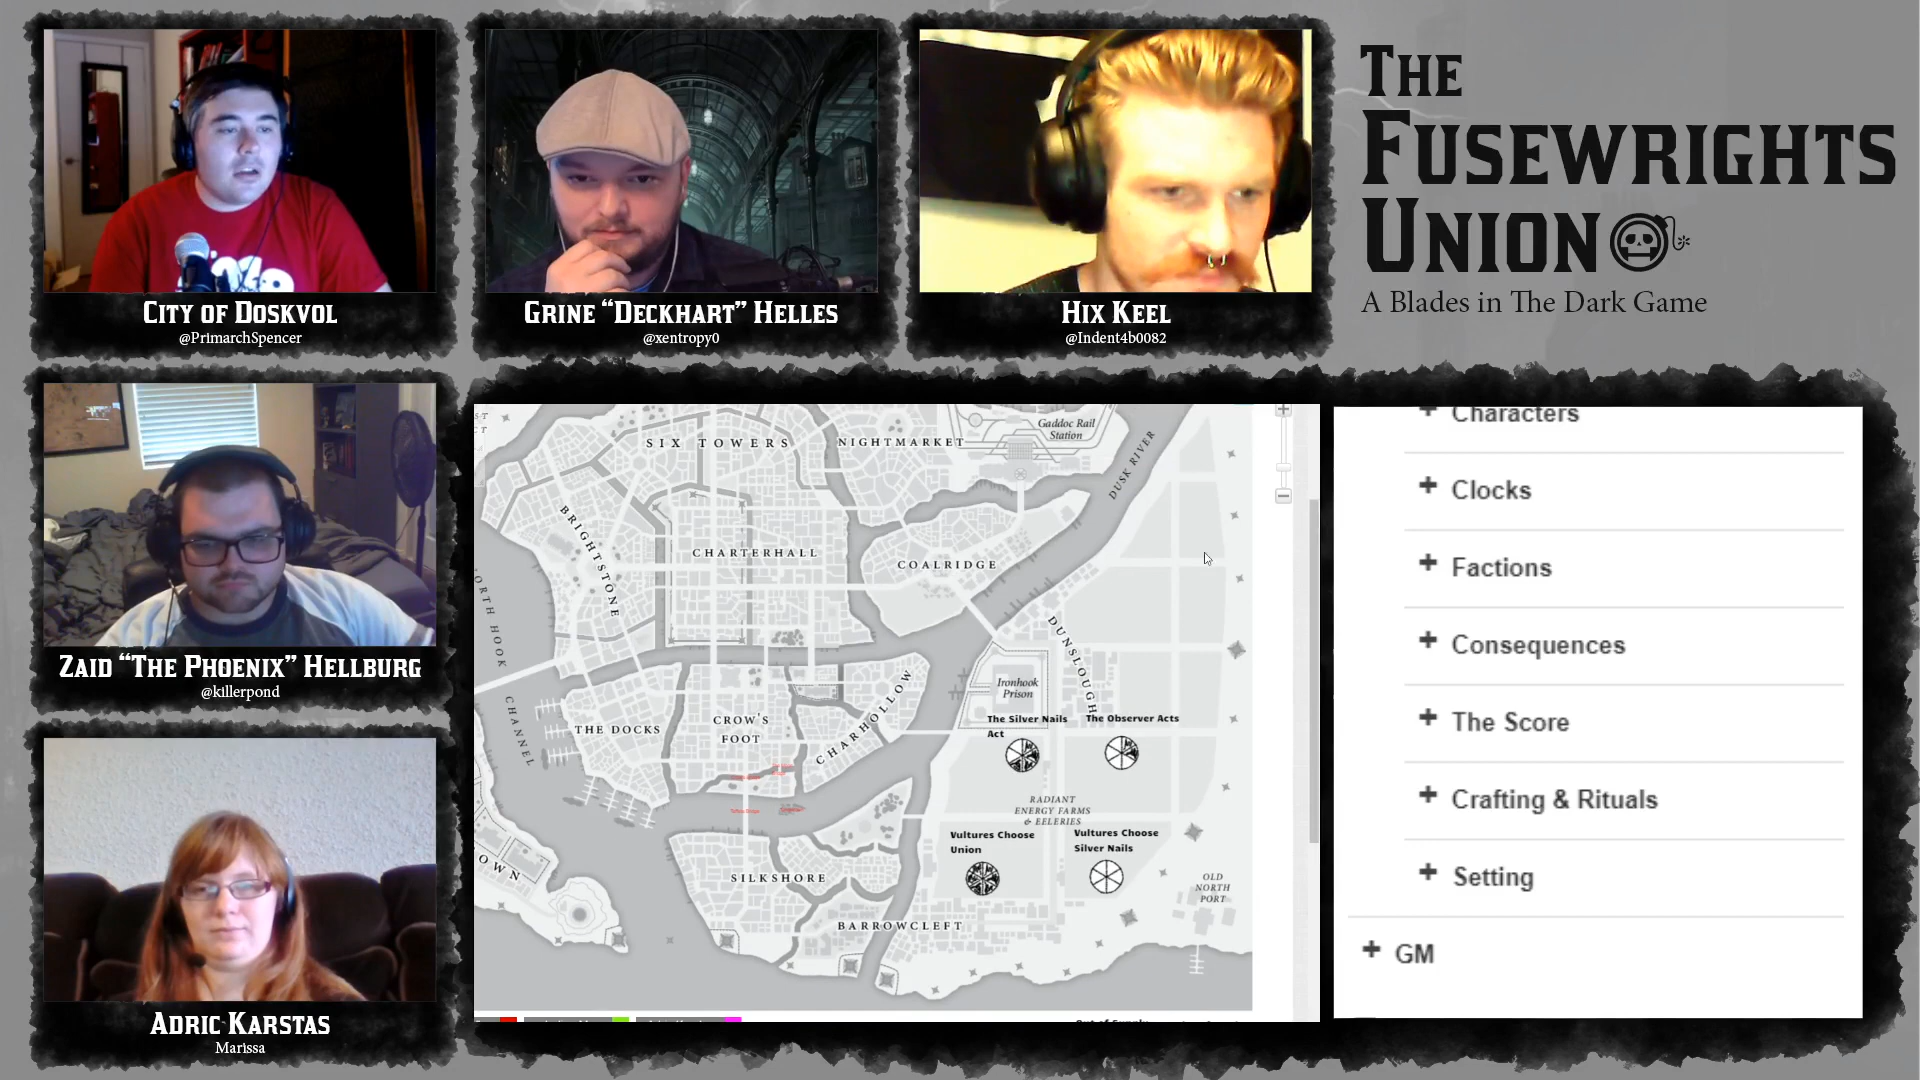 THE
FUSEWRIGHTS
UNION
A Blades in The Dark Game
CITY OF DOSKVOL
@PrimarchSpencer
GRINE “DECKHART” HELLES
@xentropy0
HIX KEEL
@Indent4b0082
ZAID “THE PHOENIX” HELLBURG
@killerpond
ADRIC KARSTAS
Marissa
SIX TOWERS
NIGHTMARKET
Gaddoc Rail
Station
DUSK RIVER
BRIGHTSTONE
CHARTERHALL
COALRIDGE
ORTH HOOK
CHANNEL
DUNSLOUGH
Ironhook
Prison
THE DOCKS
CROW'S
FOOT
CHARHOLLOW
The Silver Nails
Act
The Observer Acts
RADIANT
ENERGY FARMS
& EELERIES
Vultures Choose
Union
Vultures Choose
Silver Nails
OWN
SILKSHORE
BARROWCLEFT
OLD
NORTH
PORT
Characters
Clocks
Factions
Consequences
The Score
Crafting & Rituals
Setting
GM